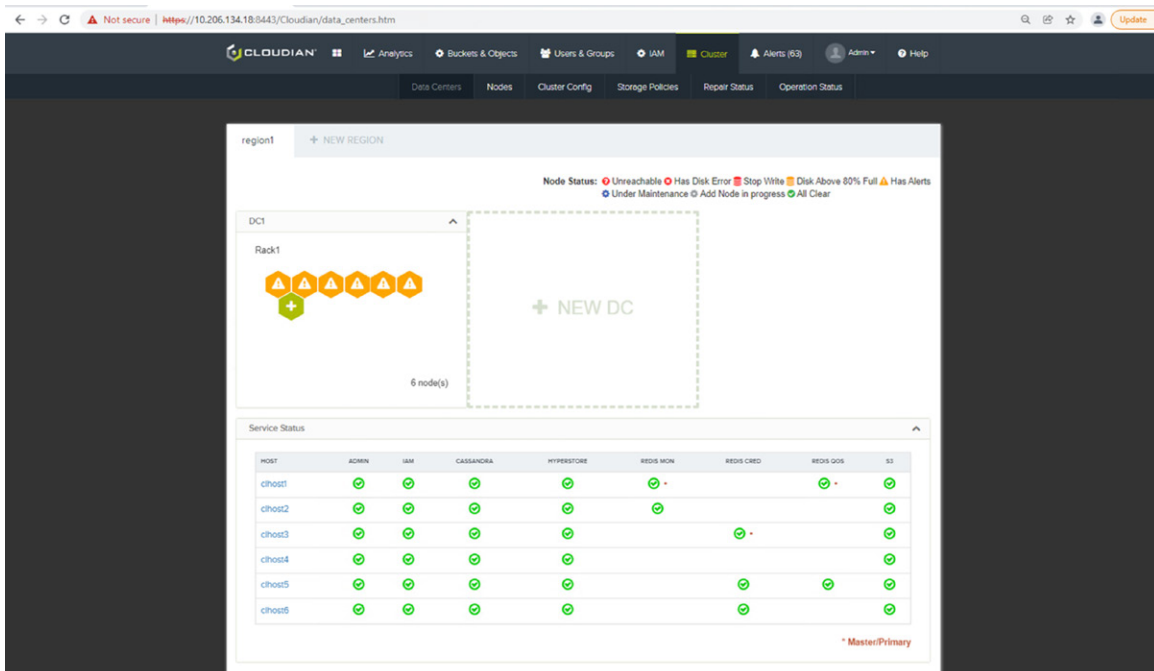 Not secure | https://10.206.134.18:8443/Cloudian/data_centers.htm Update
CLOUDIAN Analytics Buckets & Objects Users & Groups IAM Cluster Alerts (63) Admin Help
Data Centers Nodes Cluster Config Storage Policies Repair Status Operation Status
region1 + NEW REGION
Node Status: Unreachable Has Disk Error Stop Write Disk Above 80% Full Has Alerts
Under Maintenance Add Node in progress All Clear
DC1
Rack1
+ NEW DC
6 node(s)
Service Status
HOST ADMIN IAM CASSANDRA HYPERSTORE REDIS MON REDIS CRED REDIS QOS S3
clhost1 *
clhost2
clhost3 *
clhost4
clhost5
clhost6
* Master/Primary